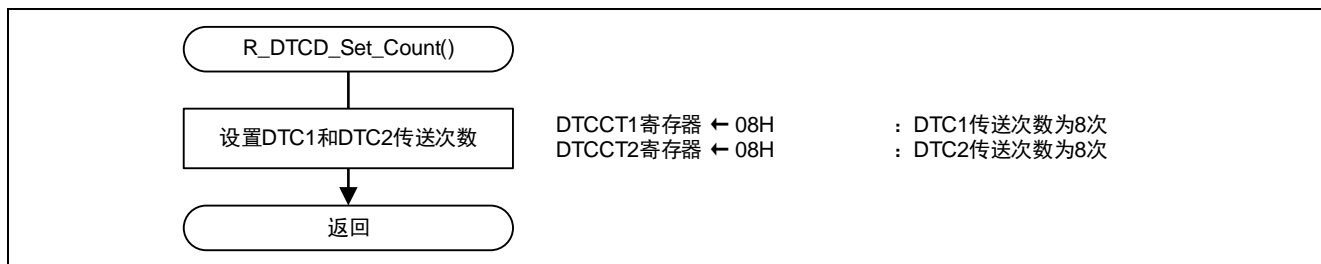 R_DTCD_Set_Count()
设置DTC1和DTC2传送次数
DTCCT1寄存器 ← 08H ：DTC1传送次数为8次
DTCCT2寄存器 ← 08H ：DTC2传送次数为8次
返回